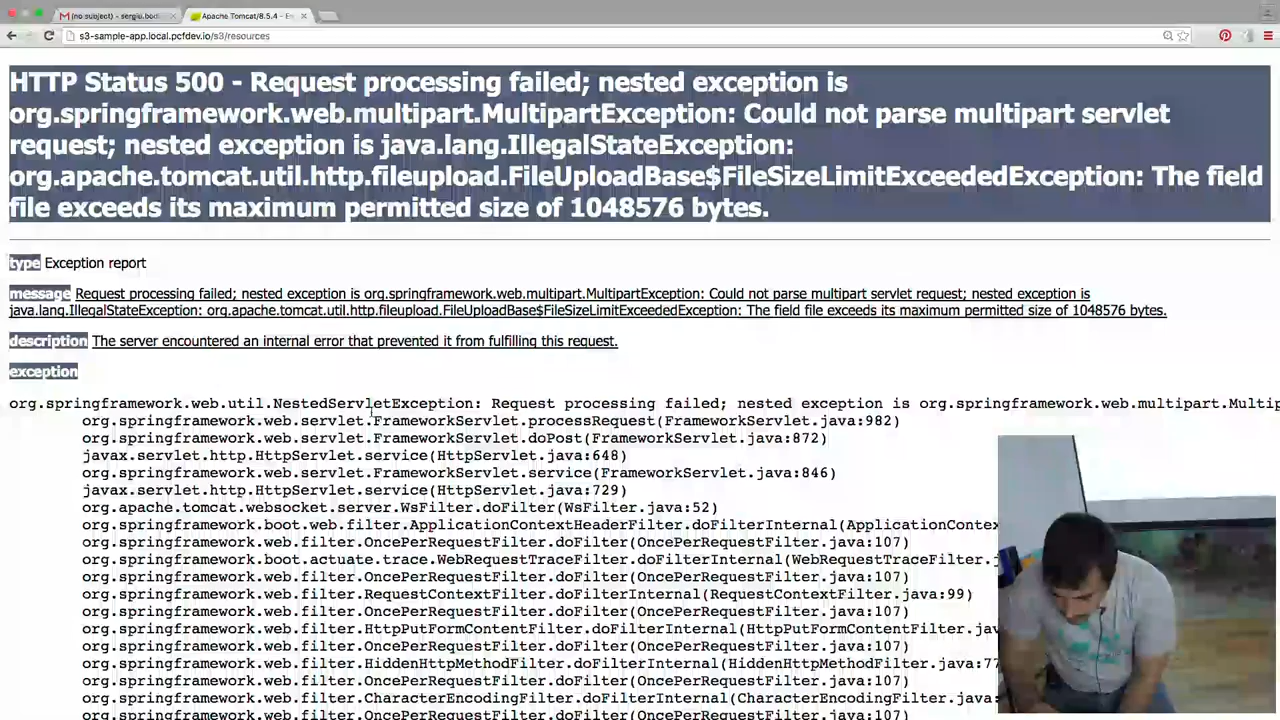 (no subject) - sergiu.bod
Apache Tomcat/8.5.4 - E
s3-sample-app.local.pcfdev.io/s3/resources
HTTP Status 500 - Request processing failed; nested exception is
org.springframework.web.multipart.MultipartException: Could not parse multipart servlet
request; nested exception is java.lang.IllegalStateException:
org.apache.tomcat.util.http.fileupload.FileUploadBase$FileSizeLimitExceededException: The field
file exceeds its maximum permitted size of 1048576 bytes.
type Exception report
message Request processing failed; nested exception is org.springframework.web.multipart.MultipartException: Could not parse multipart servlet request; nested exception is
java.lang.IllegalStateException: org.apache.tomcat.util.http.fileupload.FileUploadBase$FileSizeLimitExceededException: The field file exceeds its maximum permitted size of 1048576 bytes.
description The server encountered an internal error that prevented it from fulfilling this request.
exception
org.springframework.web.util.NestedServletException: Request processing failed; nested exception is org.springframework.web.multipart.Multip
org.springframework.web.servlet.FrameworkServlet.processRequest(FrameworkServlet.java:982)
org.springframework.web.servlet.FrameworkServlet.doPost(FrameworkServlet.java:872)
javax.servlet.http.HttpServlet.service(HttpServlet.java:648)
org.springframework.web.servlet.FrameworkServlet.service(FrameworkServlet.java:846)
javax.servlet.http.HttpServlet.service(HttpServlet.java:729)
org.apache.tomcat.websocket.server.WsFilter.doFilter(WsFilter.java:52)
org.springframework.boot.web.filter.ApplicationContextHeaderFilter.doFilterInternal(ApplicationContex
org.springframework.web.filter.OncePerRequestFilter.doFilter(OncePerRequestFilter.java:107)
org.springframework.boot.actuate.trace.WebRequestTraceFilter.doFilterInternal(WebRequestTraceFilter.j
org.springframework.web.filter.OncePerRequestFilter.doFilter(OncePerRequestFilter.java:107)
org.springframework.web.filter.RequestContextFilter.doFilterInternal(RequestContextFilter.java:99)
org.springframework.web.filter.OncePerRequestFilter.doFilter(OncePerRequestFilter.java:107)
org.springframework.web.filter.HttpPutFormContentFilter.doFilterInternal(HttpPutFormContentFilter.jav
org.springframework.web.filter.OncePerRequestFilter.doFilter(OncePerRequestFilter.java:107)
org.springframework.web.filter.HiddenHttpMethodFilter.doFilterInternal(HiddenHttpMethodFilter.java:77
org.springframework.web.filter.OncePerRequestFilter.doFilter(OncePerRequestFilter.java:107)
org.springframework.web.filter.CharacterEncodingFilter.doFilterInternal(CharacterEncodingFilter.java:
org.springframework.web.filter.OncePerRequestFilter.doFilter(OncePerRequestFilter.java:107)